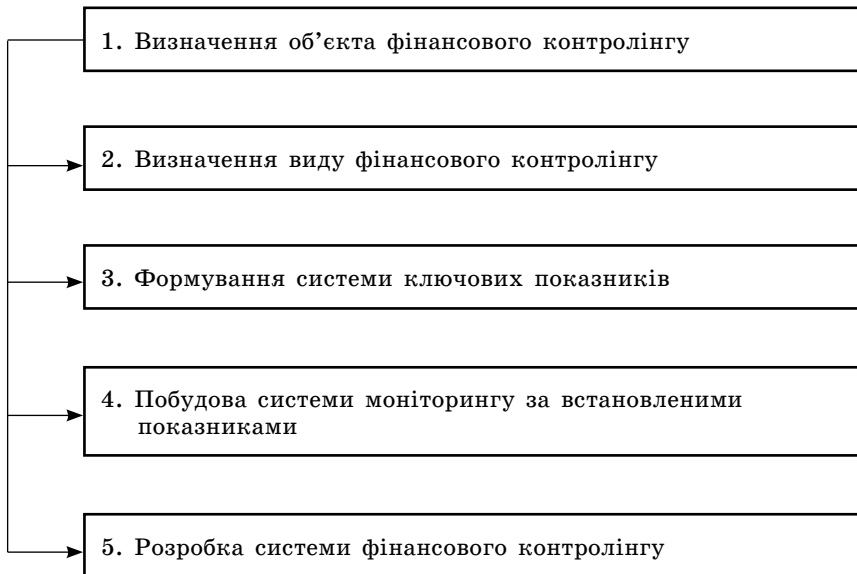 1. Визначення об’єкта фінансового контролінгу
2. Визначення виду фінансового контролінгу
3. Формування системи ключових показників
4. Побудова системи моніторингу за встановленими
показниками
5. Розробка системи фінансового контролінгу